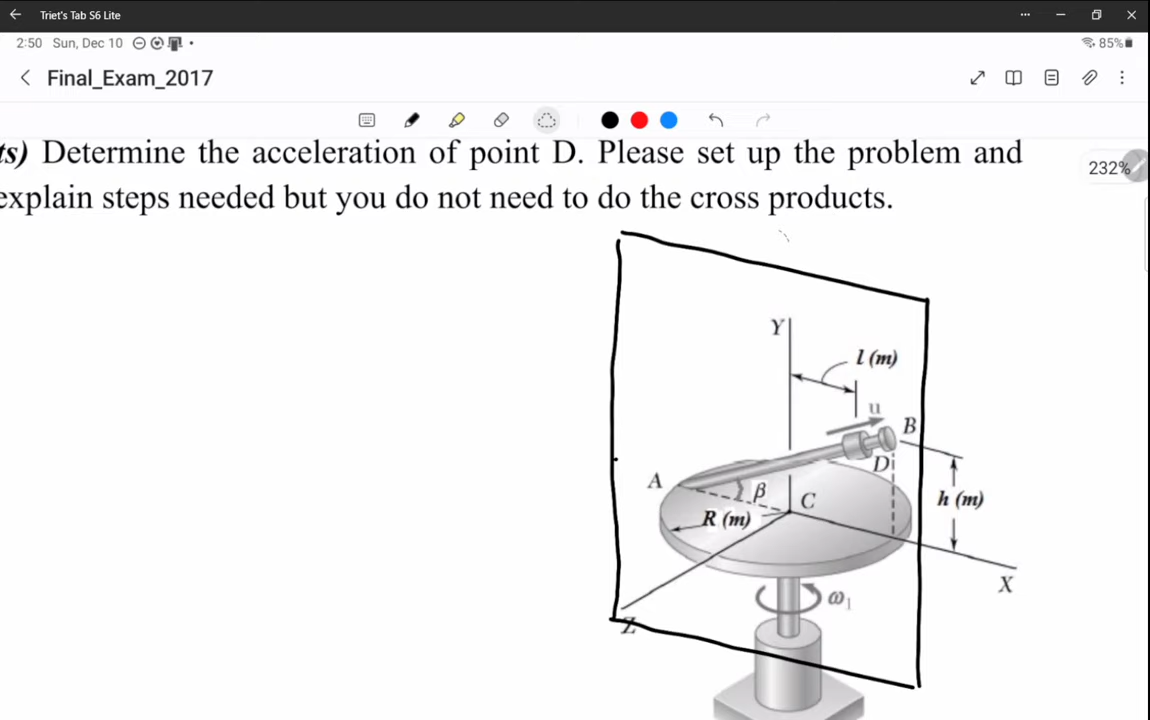 Triet's Tab S6 Lite
2:50 Sun, Dec 10
85%
Final_Exam_2017
ts) Determine the acceleration of point D. Please set up the problem and
232%
explain steps needed but you do not need to do the cross products.
Y
l (m)
u
B
A
D
β
C
h (m)
R (m)
X
ω1
Z